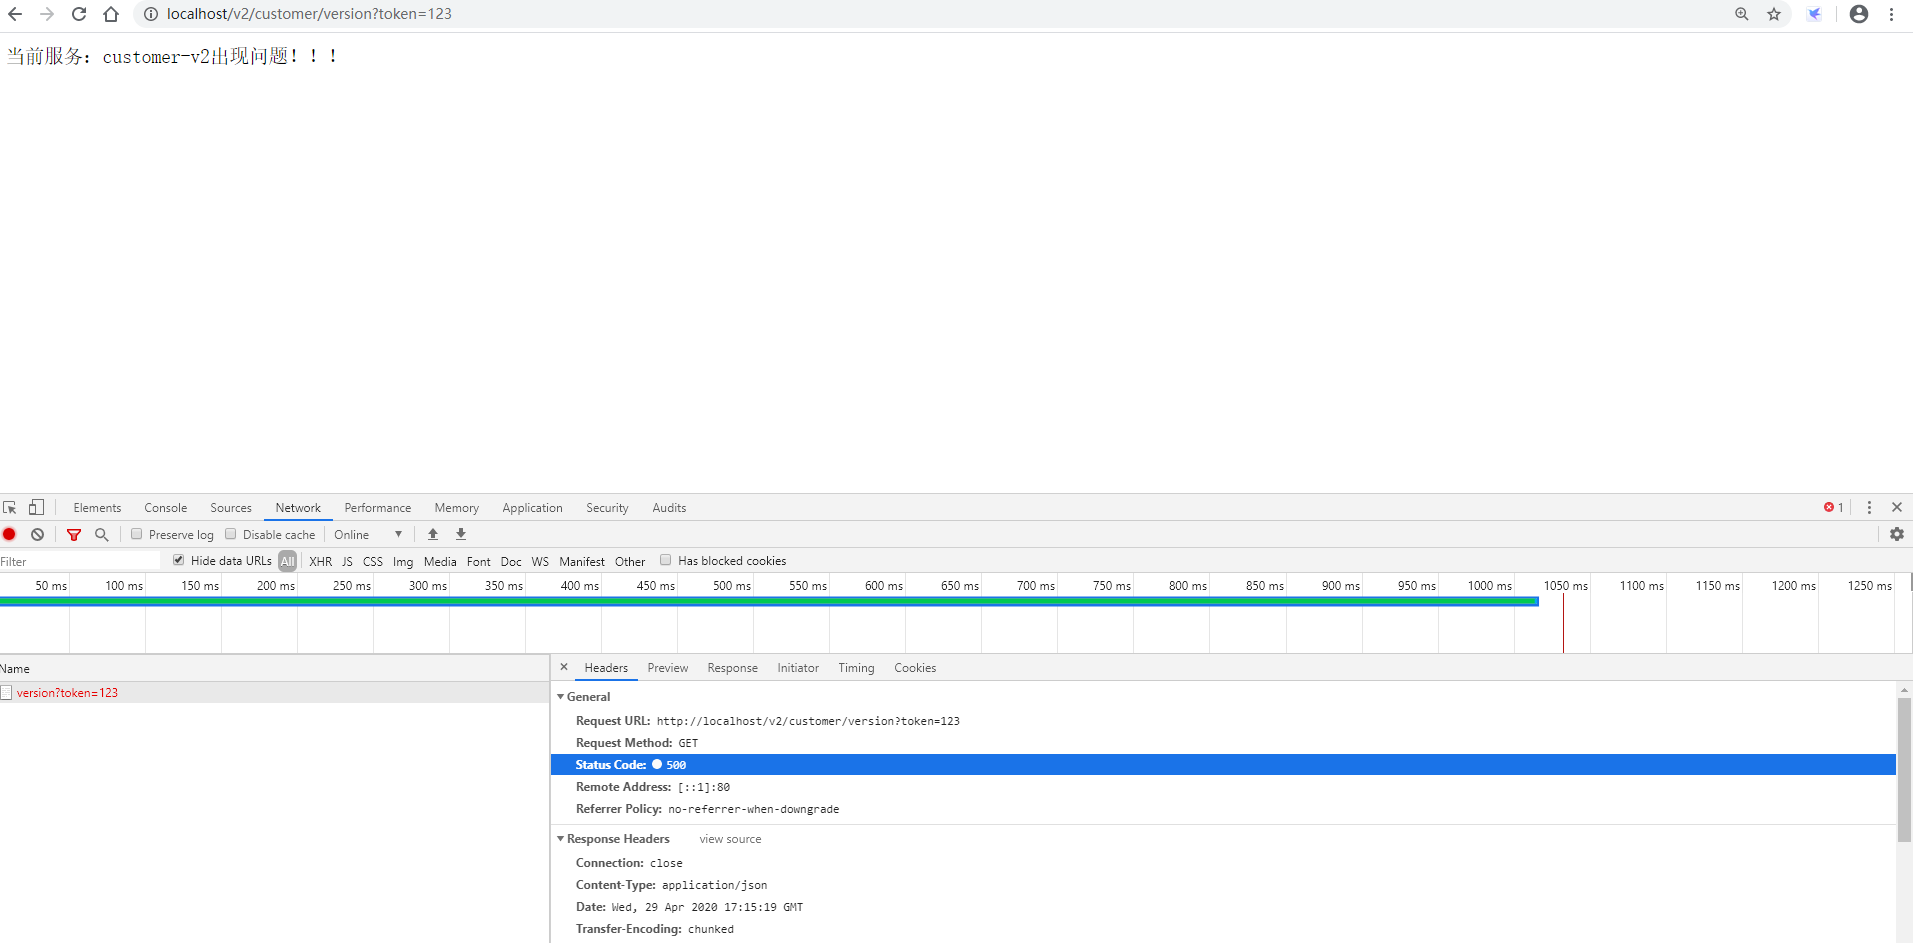 localhost/v2/customer/version?token=123
当前服务：customer-v2出现问题！！！
Elements Console Sources Network Performance Memory Application Security Audits 1
Preserve log Disable cache Online
Filter Hide data URLs All XHR JS CSS Img Media Font Doc WS Manifest Other Has blocked cookies
50 ms 100 ms 150 ms 200 ms 250 ms 300 ms 350 ms 400 ms 450 ms 500 ms 550 ms 600 ms 650 ms 700 ms 750 ms 800 ms 850 ms 900 ms 950 ms 1000 ms 1050 ms 1100 ms 1150 ms 1200 ms 1250 ms
Name
version?token=123
Headers Preview Response Initiator Timing Cookies
General
Request URL: http://localhost/v2/customer/version?token=123
Request Method: GET
Status Code: 500
Remote Address: [::1]:80
Referrer Policy: no-referrer-when-downgrade
Response Headers view source
Connection: close
Content-Type: application/json
Date: Wed, 29 Apr 2020 17:15:19 GMT
Transfer-Encoding: chunked